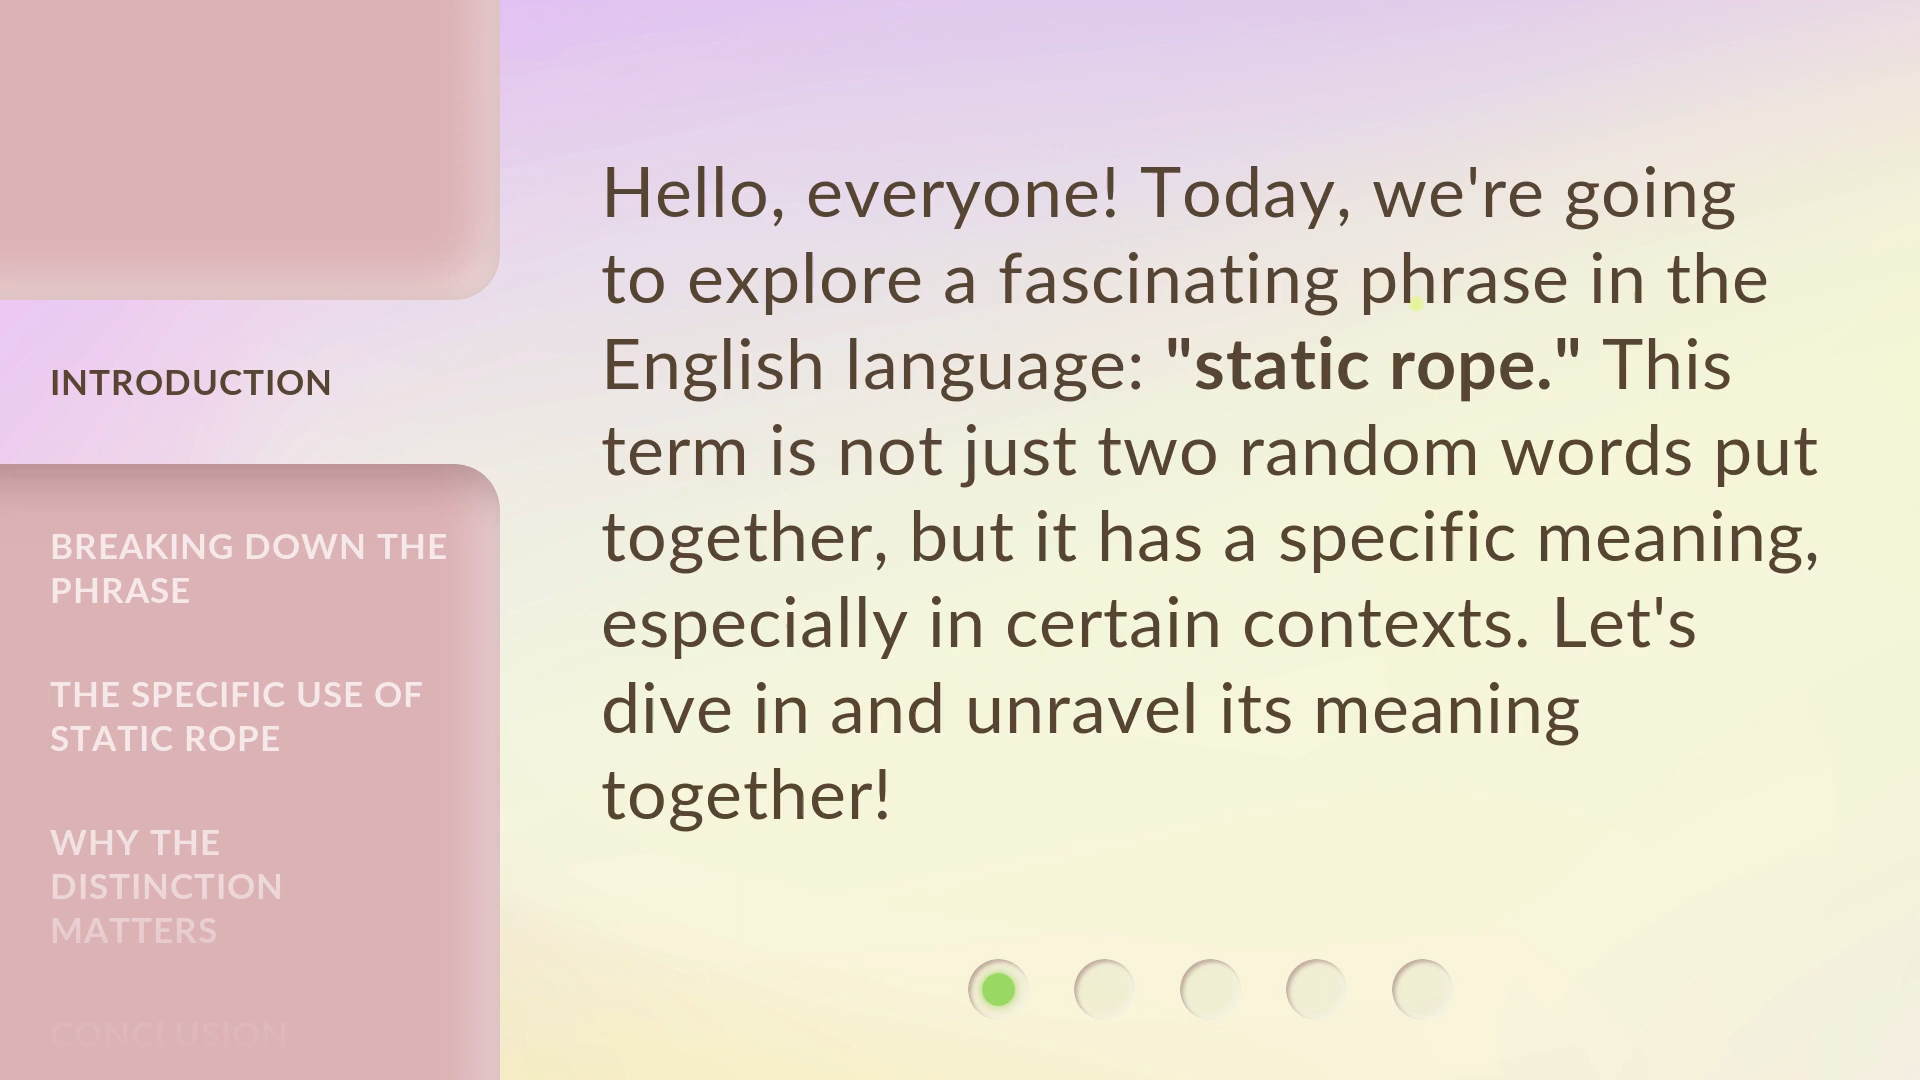 INTRODUCTION
BREAKING DOWN THE
PHRASE
THE SPECIFIC USE OF
STATIC ROPE
WHY THE
DISTINCTION
MATTERS
CONCLUSION
Hello, everyone! Today, we're going
to explore a fascinating phrase in the
English language: "static rope." This
term is not just two random words put
together, but it has a specific meaning,
especially in certain contexts. Let's
dive in and unravel its meaning
together!